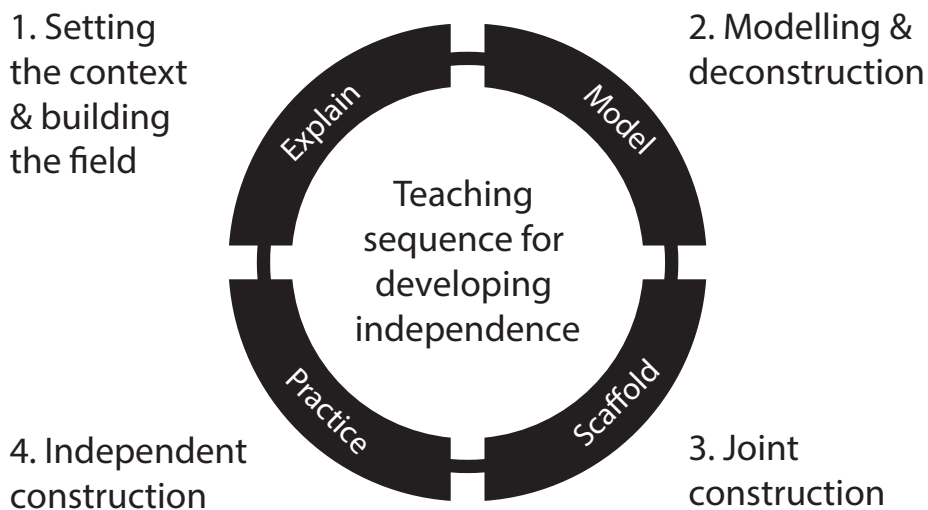 1. Setting
the context
& building
the field
2. Modelling &
deconstruction
Explain
Model
Teaching
sequence for
developing
independence
Practice
Scaffold
4. Independent
construction
3. Joint
construction